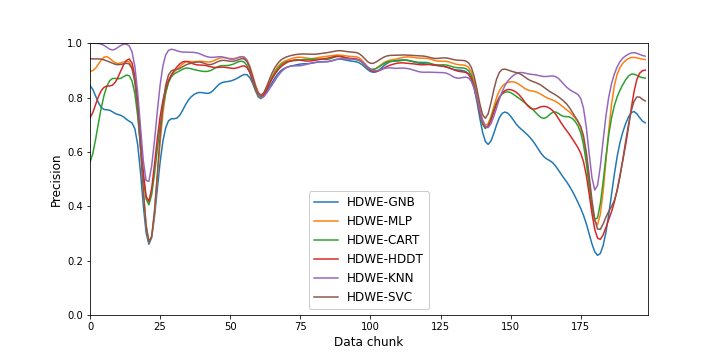 1.0
0.8
0.6
0.4
0.2
0.0
Precision
HDWE-GNB
HDWE-MLP
HDWE-CART
HDWE-HDDT
HDWE-KNN
HDWE-SVC
0 25 50 75 100 125 150 175
Data chunk